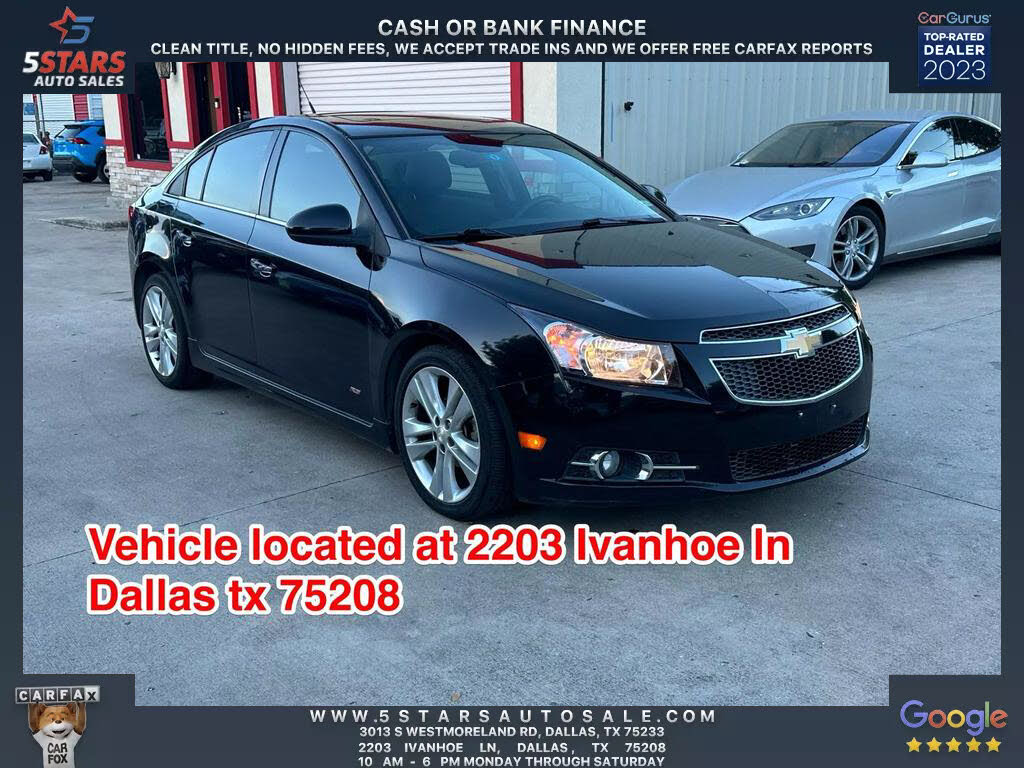 5STARS
AUTO SALES
CASH OR BANK FINANCE
CLEAN TITLE, NO HIDDEN FEES, WE ACCEPT TRADE INS AND WE OFFER FREE CARFAX REPORTS
CarGurus
TOP-RATED
DEALER
2023
Vehicle located at 2203 Ivanhoe ln
Dallas tx 75208
CARFAX
CAR
FOX
WWW.5STARSAUTOSALE.COM
3013 S WESTMORELAND RD, DALLAS, TX 75233
2203 IVANHOE LN, DALLAS, TX 75208
10 AM - 6 PM MONDAY THROUGH SATURDAY
Google